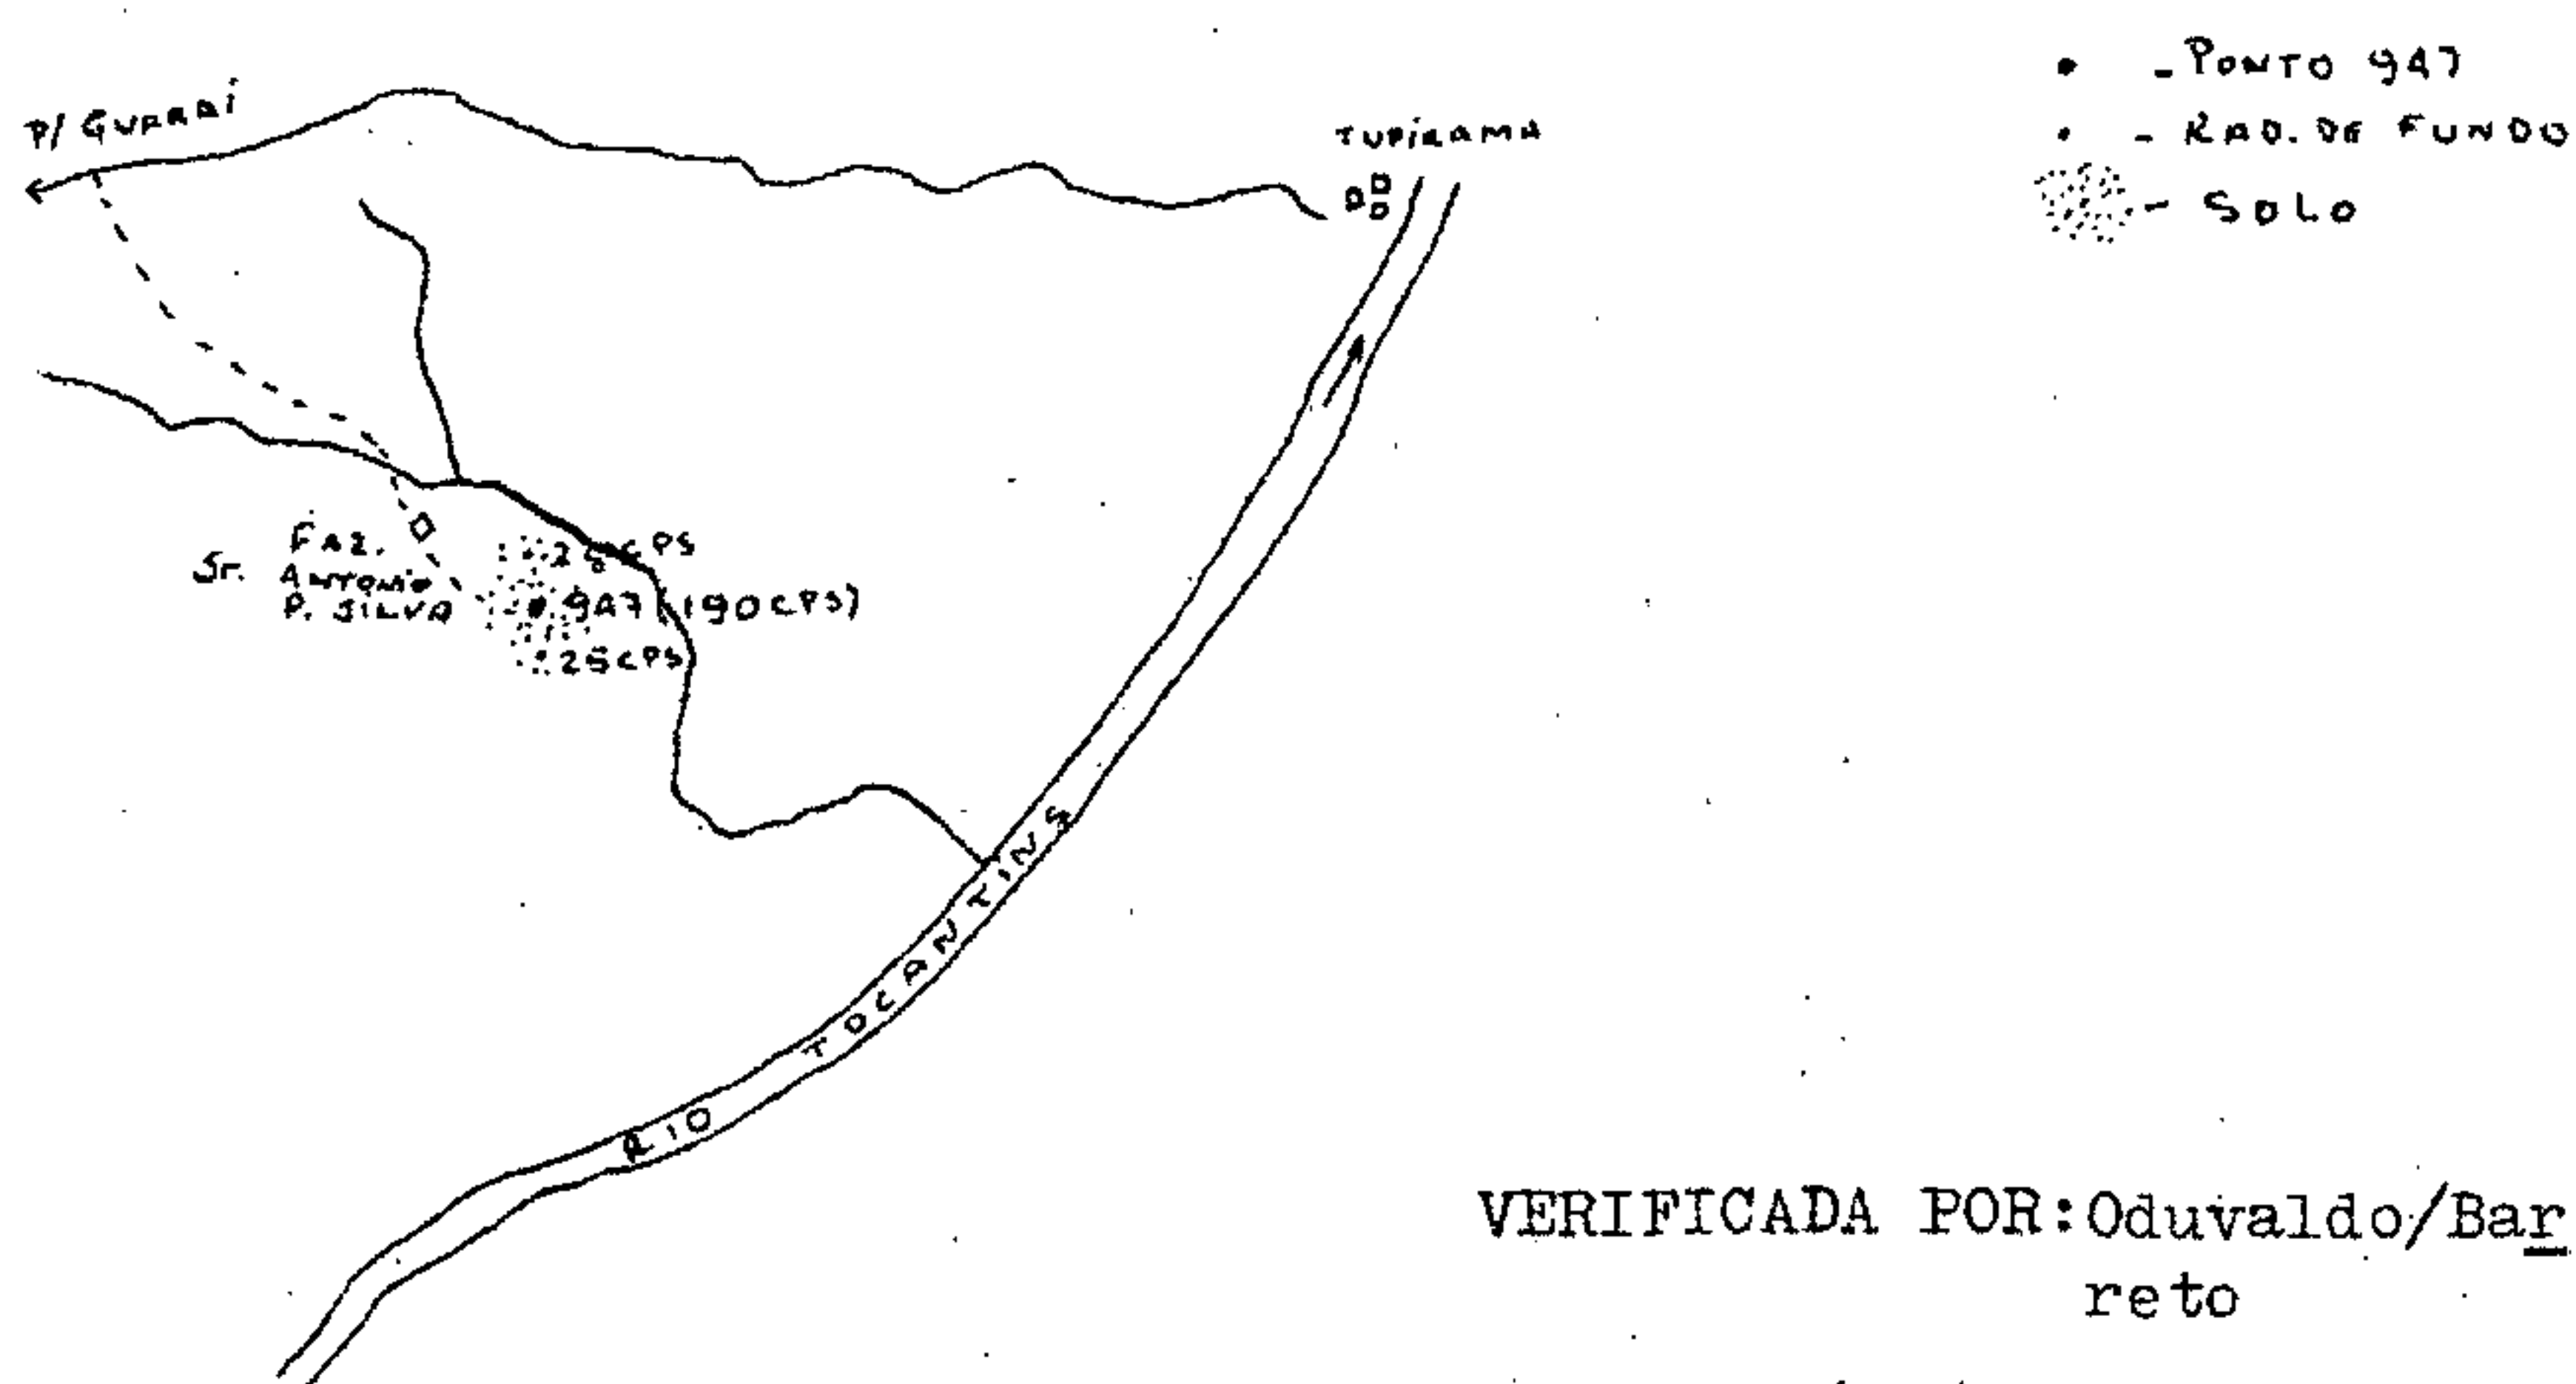 P/ GUARAÍ
TUPIRAMA
• - PONTO 947
• - RAD. DE FUNDO
- SOLO
FAZ.
Sr. ANTONIO
P. SILVA
25 CPS
947 (190 CPS)
25 CPS
RIO TOCANTINS
VERIFICADA POR: Oduvaldo/Bar
reto